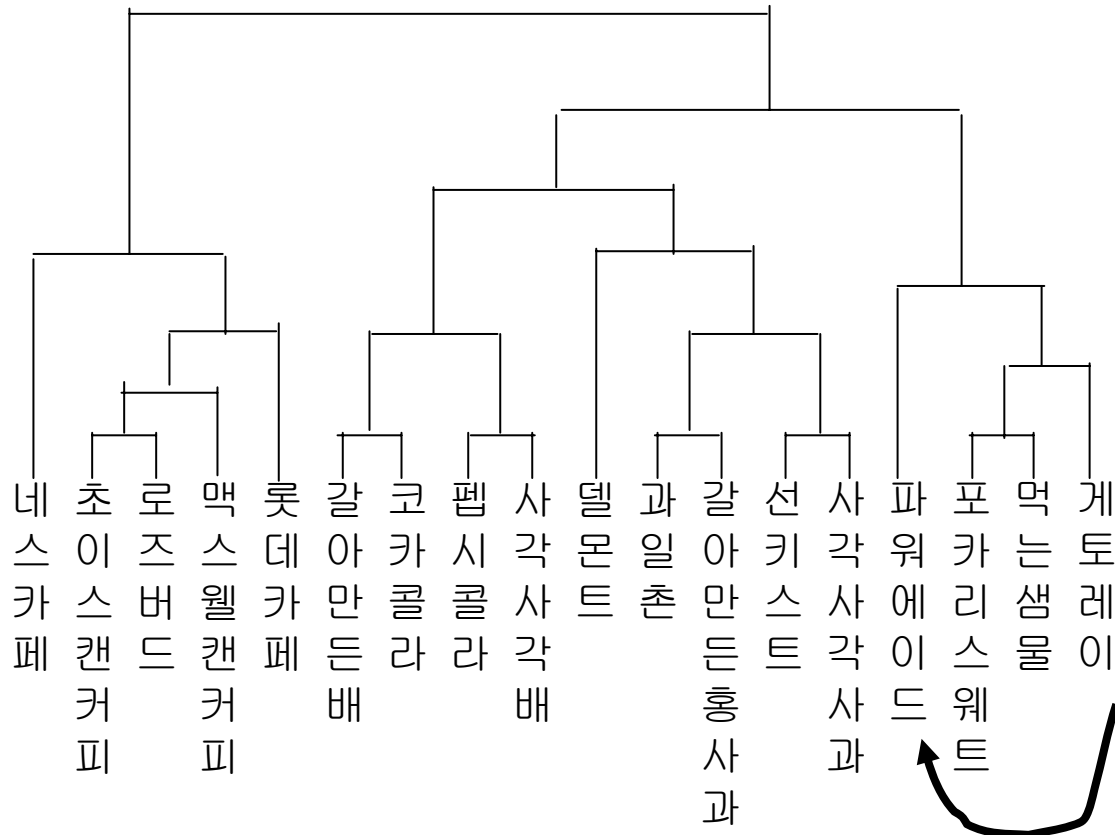 네스카페
초이스캔커피
로즈버드
맥스웰캔커피
롯데카페
갈아만든배
코카콜라
펩시콜라
사각사각배
델몬트
과일촌
갈아만든홍사과
선키스트
사각사각사과
파워에이드
포카리스웨트
먹는샘물
게토레이